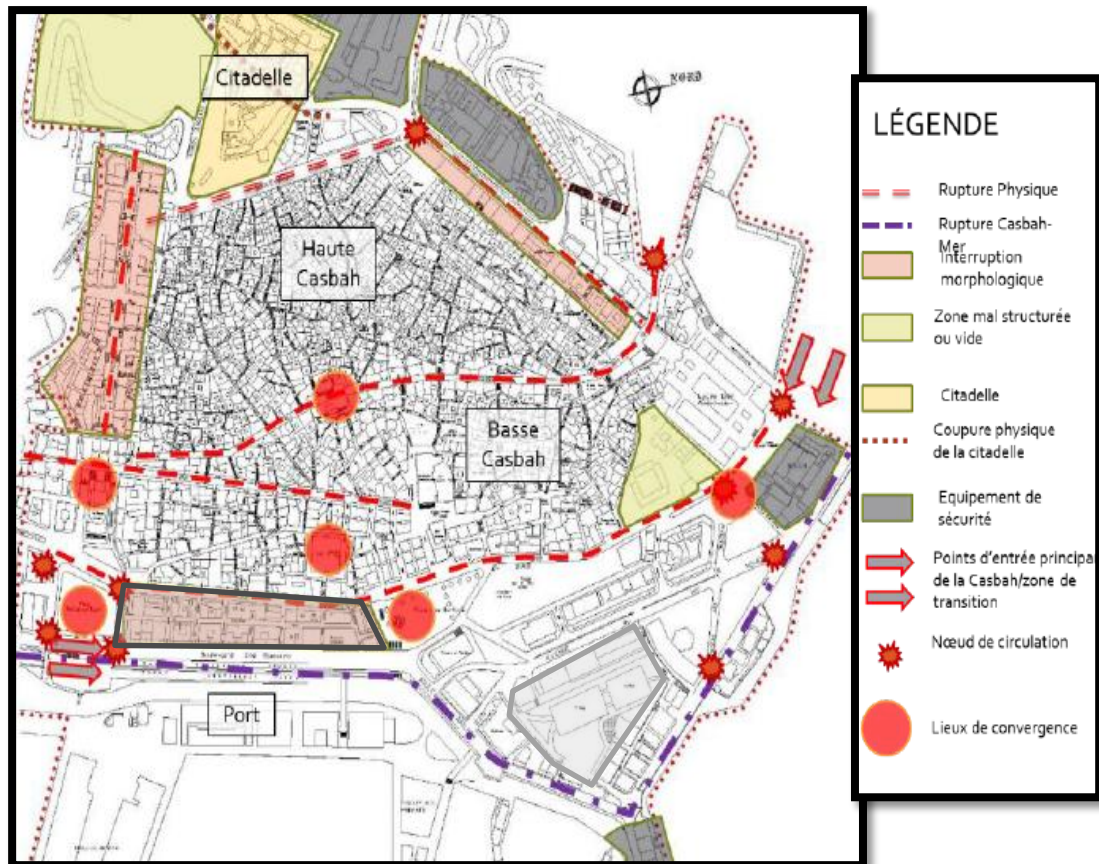 Citadelle
NORD
Haute
Casbah
Basse
Casbah
Port
LÉGENDE
Rupture Physique
Rupture Casbah-
Mer
Interruption
morphologique
Zone mal structurée
ou vide
Citadelle
Coupure physique
de la citadelle
Equipement de
sécurité
Points d'entrée principa
de la Casbah/zone de
transition
Nœud de circulation
Lieux de convergence